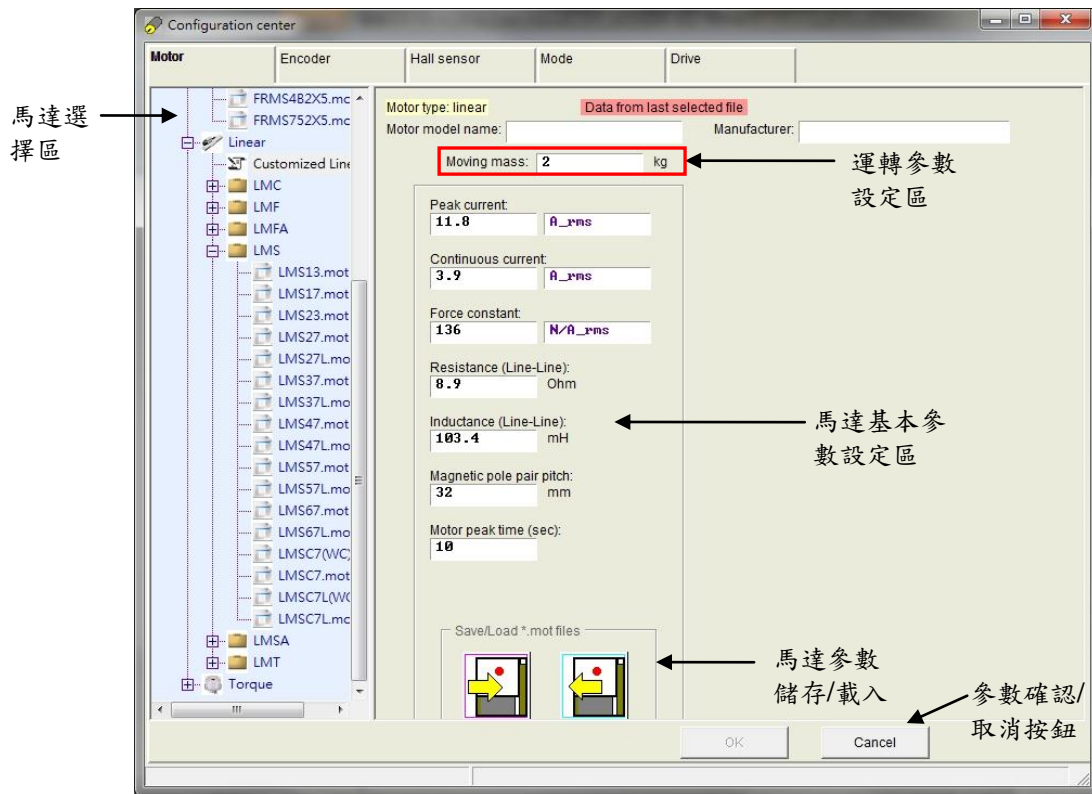 Configuration center
Motor
Encoder
Hall sensor
Mode
Drive
馬達選
擇區
FRMS4B2X5.mc
FRMS752X5.mc
Linear
Customized Line
LMC
LMF
LMFA
LMS
LMS13.mot
LMS17.mot
LMS23.mot
LMS27.mot
LMS27L.mo
LMS37.mot
LMS37L.mo
LMS47.mot
LMS47L.mo
LMS57.mot
LMS57L.mo
LMS67.mot
LMS67L.mo
LMSC7(WC)
LMSC7.mot
LMSC7L(WC
LMSC7L.mc
LMSA
LMT
Torque
Motor type: linear
Data from last selected file
Motor model name:
Manufacturer:
Moving mass: 2 kg
運轉參數
設定區
Peak current:
11.8 A_rms
Continuous current:
3.9 A_rms
Force constant:
136 N/A_rms
Resistance (Line-Line):
8.9 Ohm
Inductance (Line-Line):
103.4 mH
馬達基本參
數設定區
Magnetic pole pair pitch:
32 mm
Motor peak time (sec):
10
Save/Load *.mot files
馬達參數
儲存/載入
參數確認/
取消按鈕
OK
Cancel